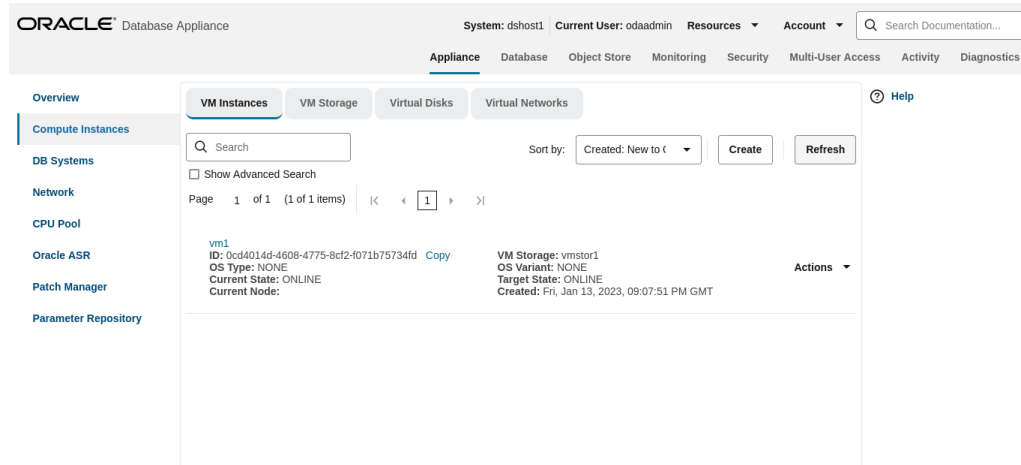 ORACLE® Database Appliance
System: dshost1 Current User: odaadmin Resources Account Search Documentation...
Appliance Database Object Store Monitoring Security Multi-User Access Activity Diagnostics
Overview
Compute Instances
DB Systems
Network
CPU Pool
Oracle ASR
Patch Manager
Parameter Repository
VM Instances VM Storage Virtual Disks Virtual Networks
Search
Sort by: Created: New to Create Refresh
Show Advanced Search
Page 1 of 1 (1 of 1 items) 1
vm1
ID: 0cd4014d-4608-4775-8cf2-f071b75734fd Copy
OS Type: NONE
Current State: ONLINE
Current Node:
VM Storage: vmstor1
OS Variant: NONE
Target State: ONLINE
Created: Fri, Jan 13, 2023, 09:07:51 PM GMT
Actions
Help